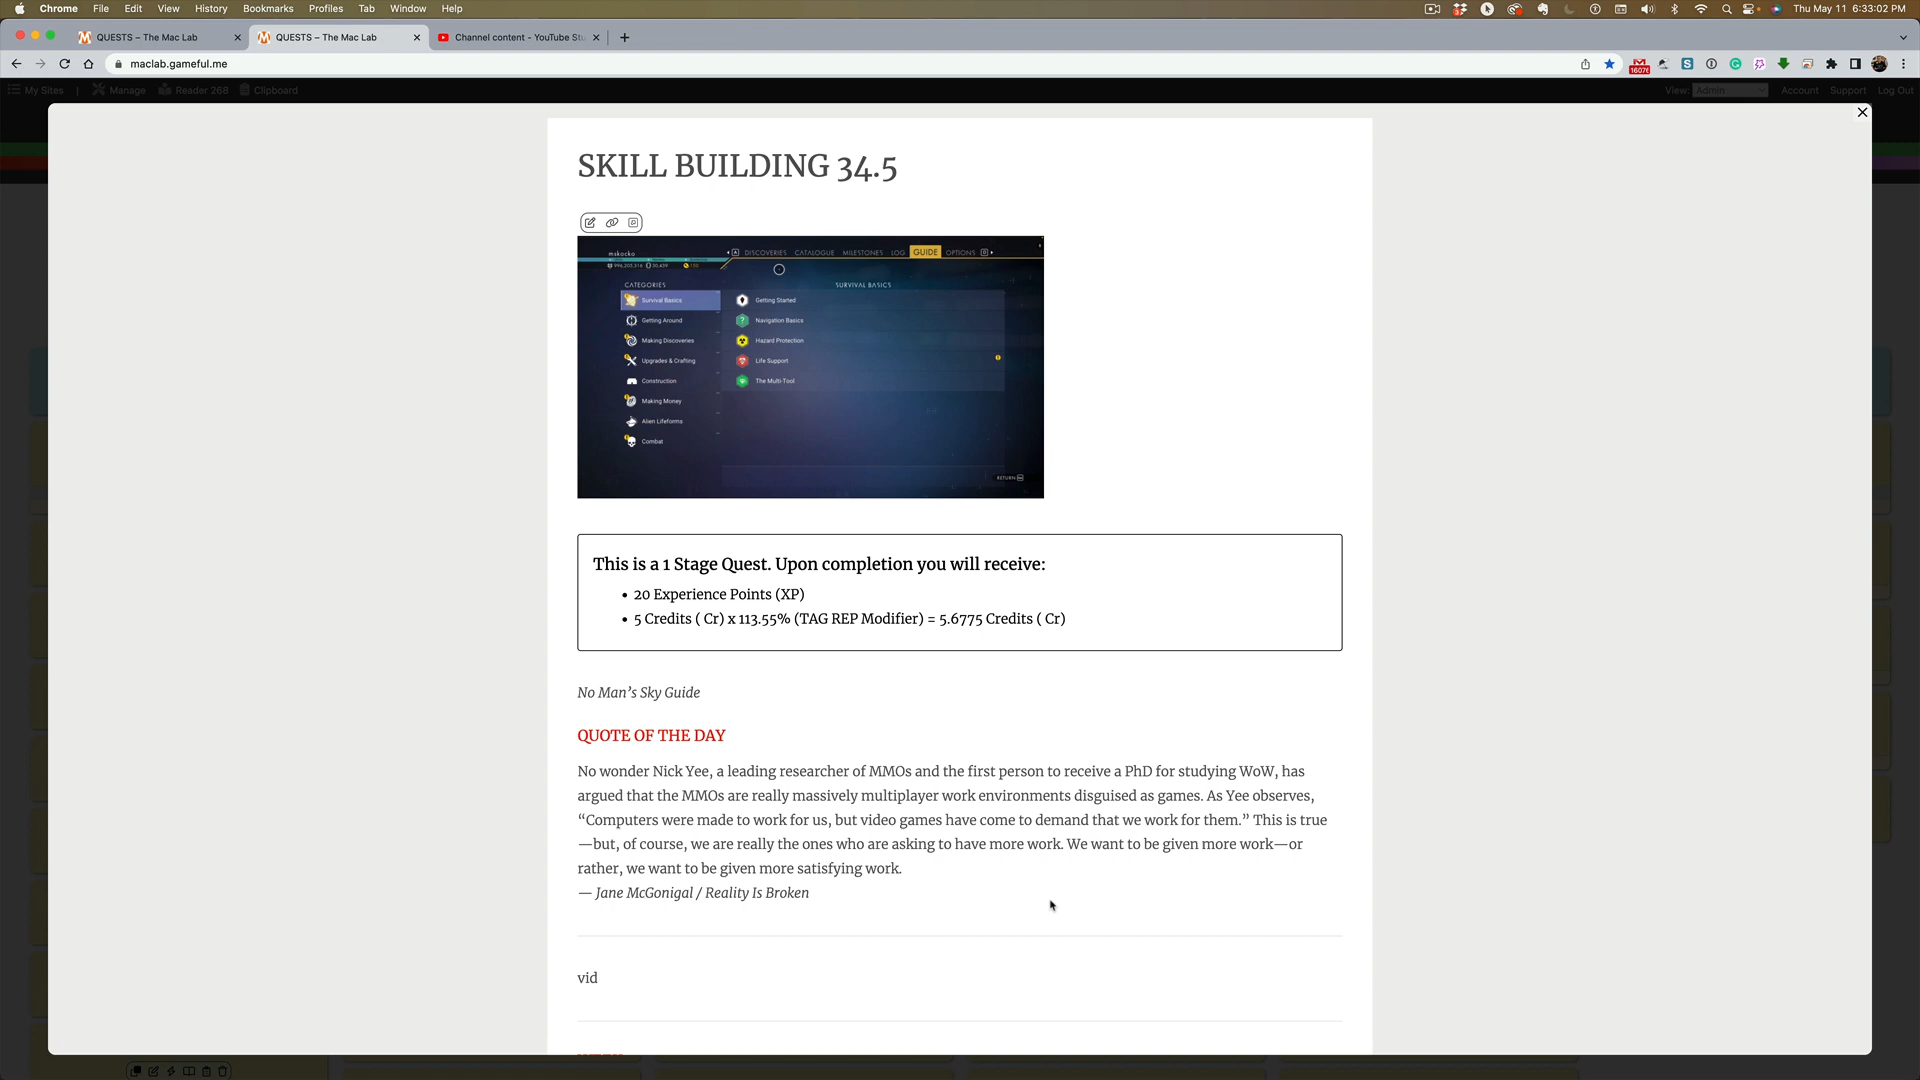 Chrome File Edit View History Bookmarks Profiles Tab Window Help
Thu May 11 6:33:02 PM
QUESTS – The Mac Lab
QUESTS – The Mac Lab
Channel content - YouTube Stu
maclab.gameful.me
16076
My Sites Manage Reader 268 Clipboard
View: Admin Account Support Log Out
SKILL BUILDING 34.5
mskocko
DISCOVERIES CATALOGUE MILESTONES LOG GUIDE OPTIONS
CATEGORIES
SURVIVAL BASICS
Survival Basics
Getting Started
Getting Around
Navigation Basics
Making Discoveries
Hazard Protection
Upgrades & Crafting
Life Support
Construction
The Multi-Tool
Making Money
Alien Lifeforms
Combat
RETURN
This is a 1 Stage Quest. Upon completion you will receive:
• 20 Experience Points (XP)
• 5 Credits ( Cr) x 113.55% (TAG REP Modifier) = 5.6775 Credits ( Cr)
No Man’s Sky Guide
QUOTE OF THE DAY
No wonder Nick Yee, a leading researcher of MMOs and the first person to receive a PhD for studying WoW, has
argued that the MMOs are really massively multiplayer work environments disguised as games. As Yee observes,
“Computers were made to work for us, but video games have come to demand that we work for them.” This is true
—but, of course, we are really the ones who are asking to have more work. We want to be given more work—or
rather, we want to be given more satisfying work.
— Jane McGonigal / Reality Is Broken
vid